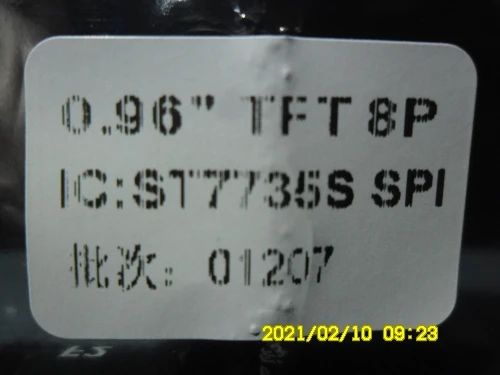 0.96" TFT 8P
IC:ST7735S SPI
批次: 01207
2021/02/10 09:23